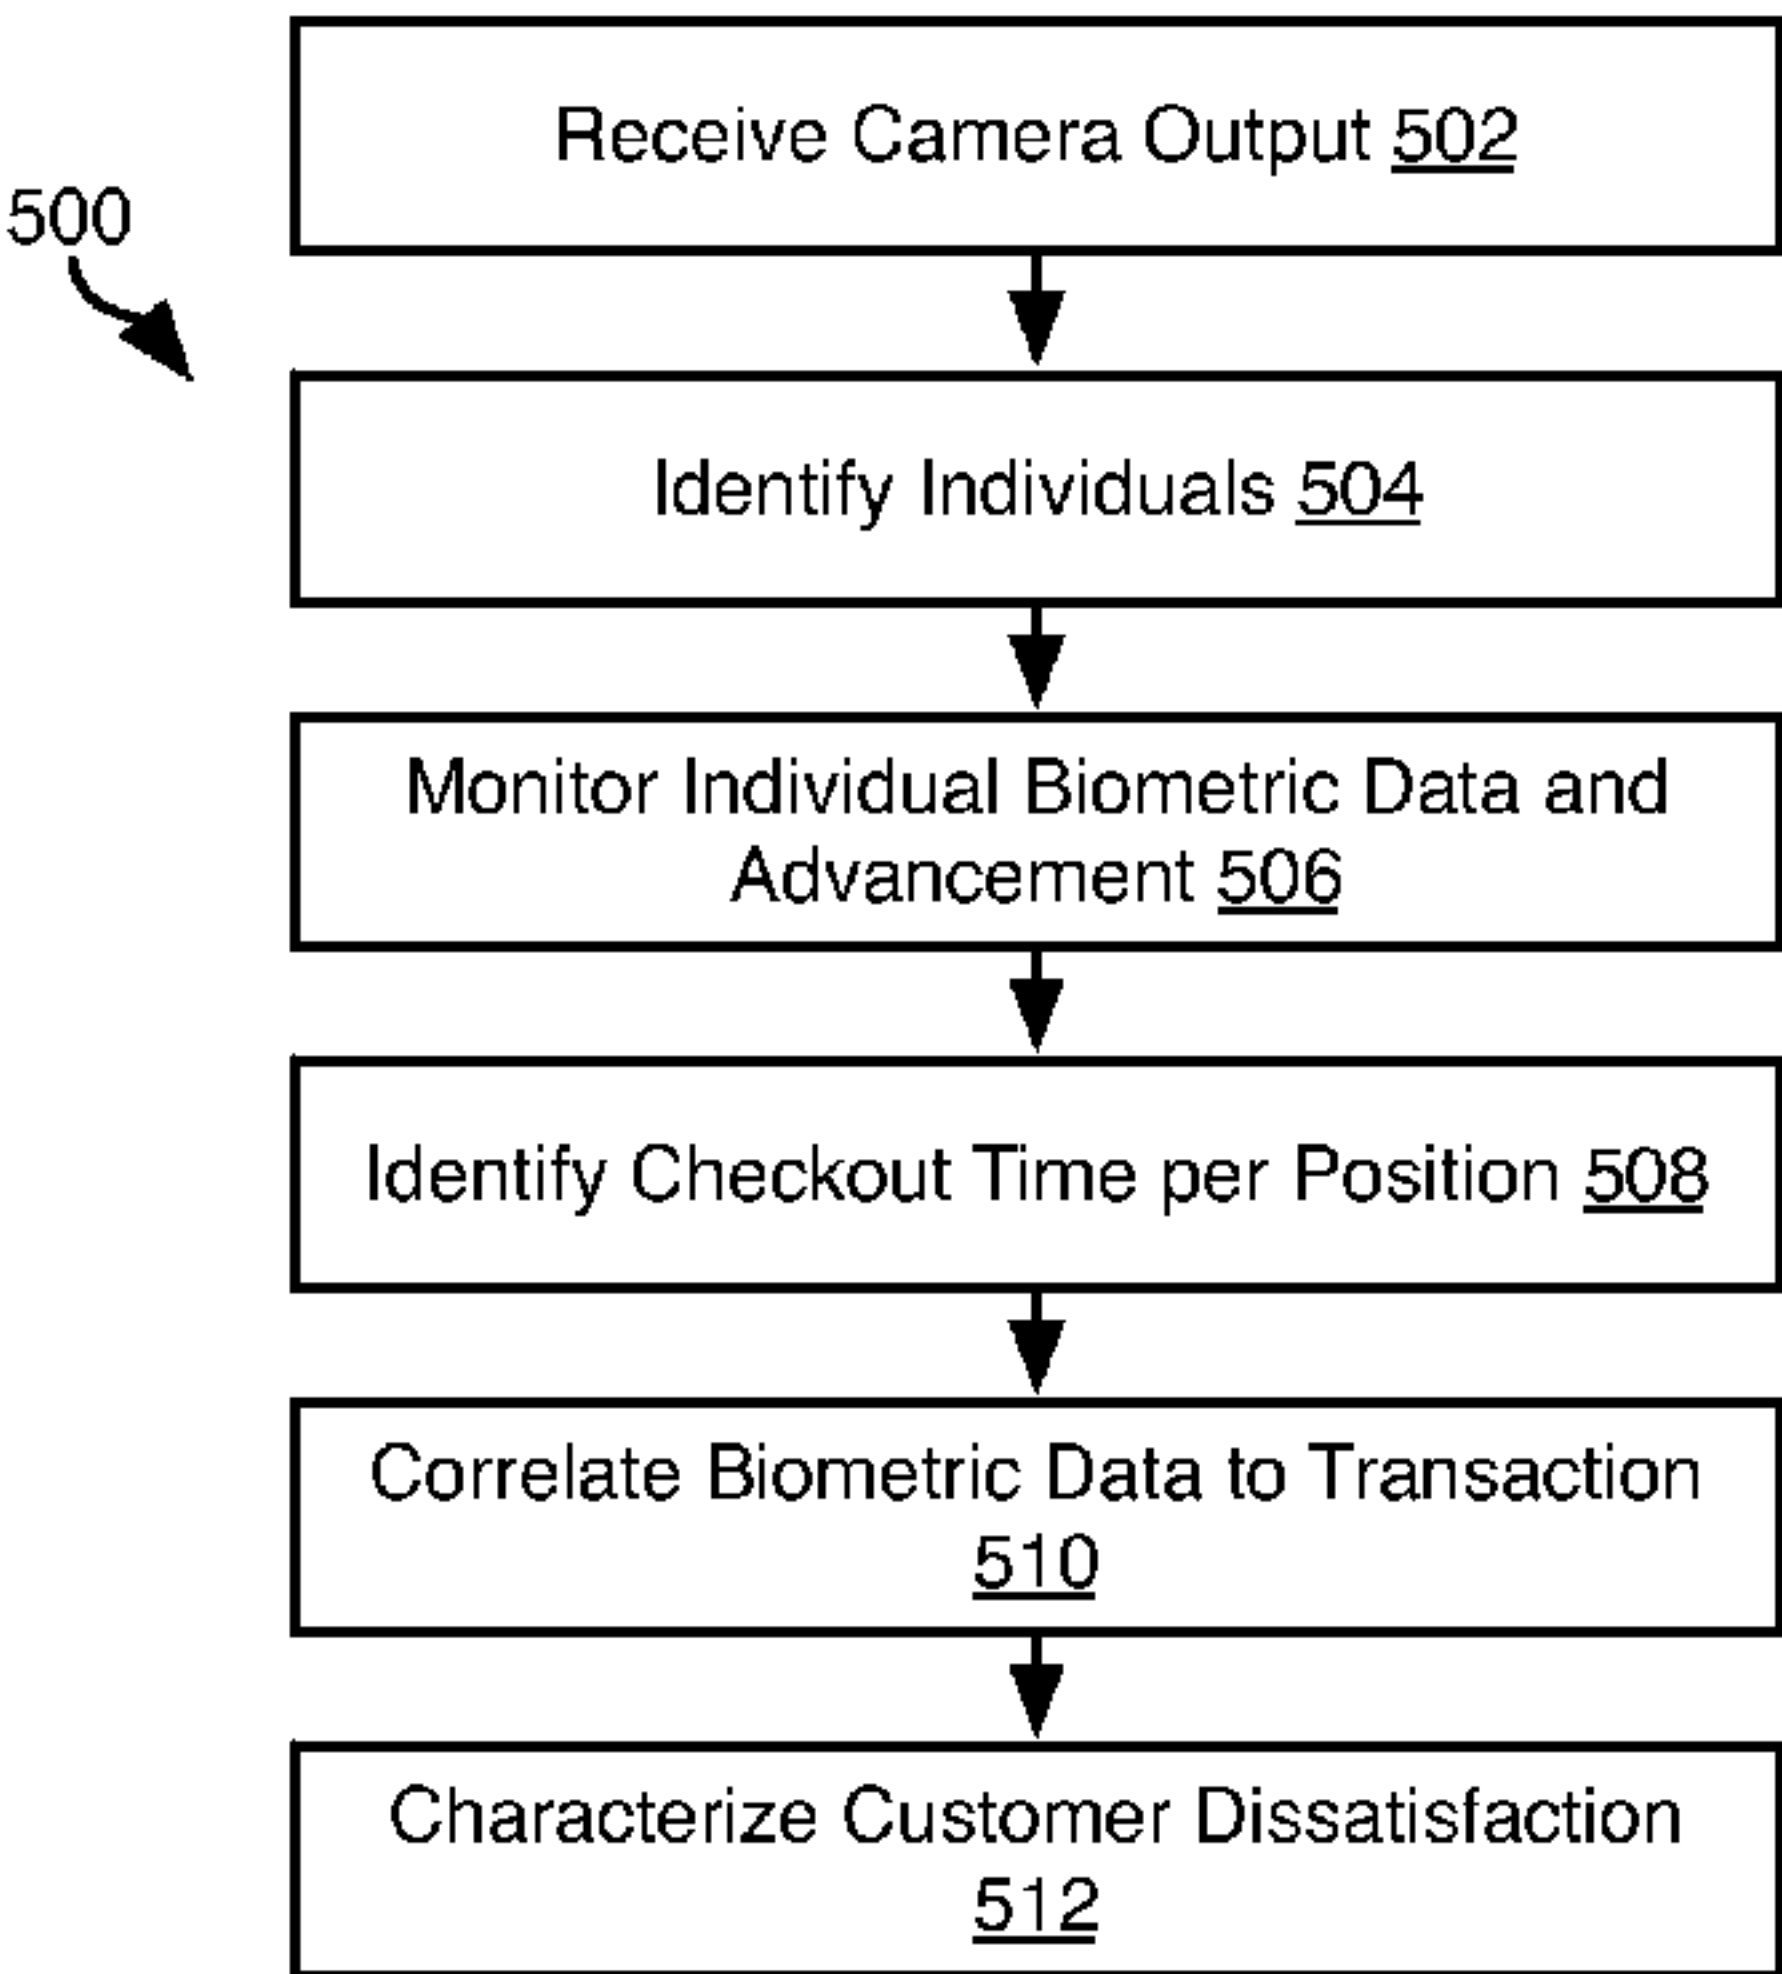 Receive Camera Output 502
500
Identify Individuals 504
Monitor Individual Biometric Data and
Advancement 506
Identify Checkout Time per Position 508
Correlate Biometric Data to Transaction
510
Characterize Customer Dissatisfaction
512